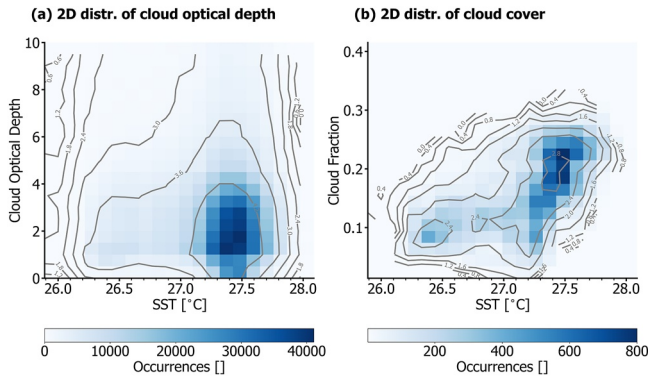 (a) 2D distr. of cloud optical depth
(b) 2D distr. of cloud cover
10
8
6
4
2
0
Cloud Optical Depth
26.0 26.5 27.0 27.5 28.0
SST [°C]
0.4
0.3
0.2
0.1
Cloud Fraction
26.0 26.5 27.0 27.5 28.0
SST [°C]
0 10000 20000 30000 40000
Occurrences []
200 400 600 800
Occurrences []